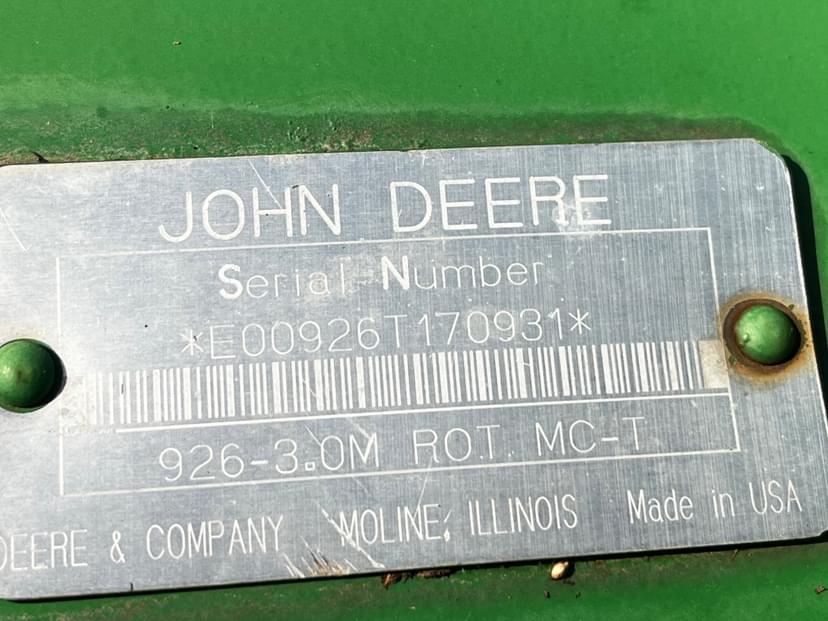 JOHN DEERE
Serial Number
*E00926T170931*
926-3.0M ROT. MC-T
DEERE & COMPANY MOLINE, ILLINOIS Made in USA